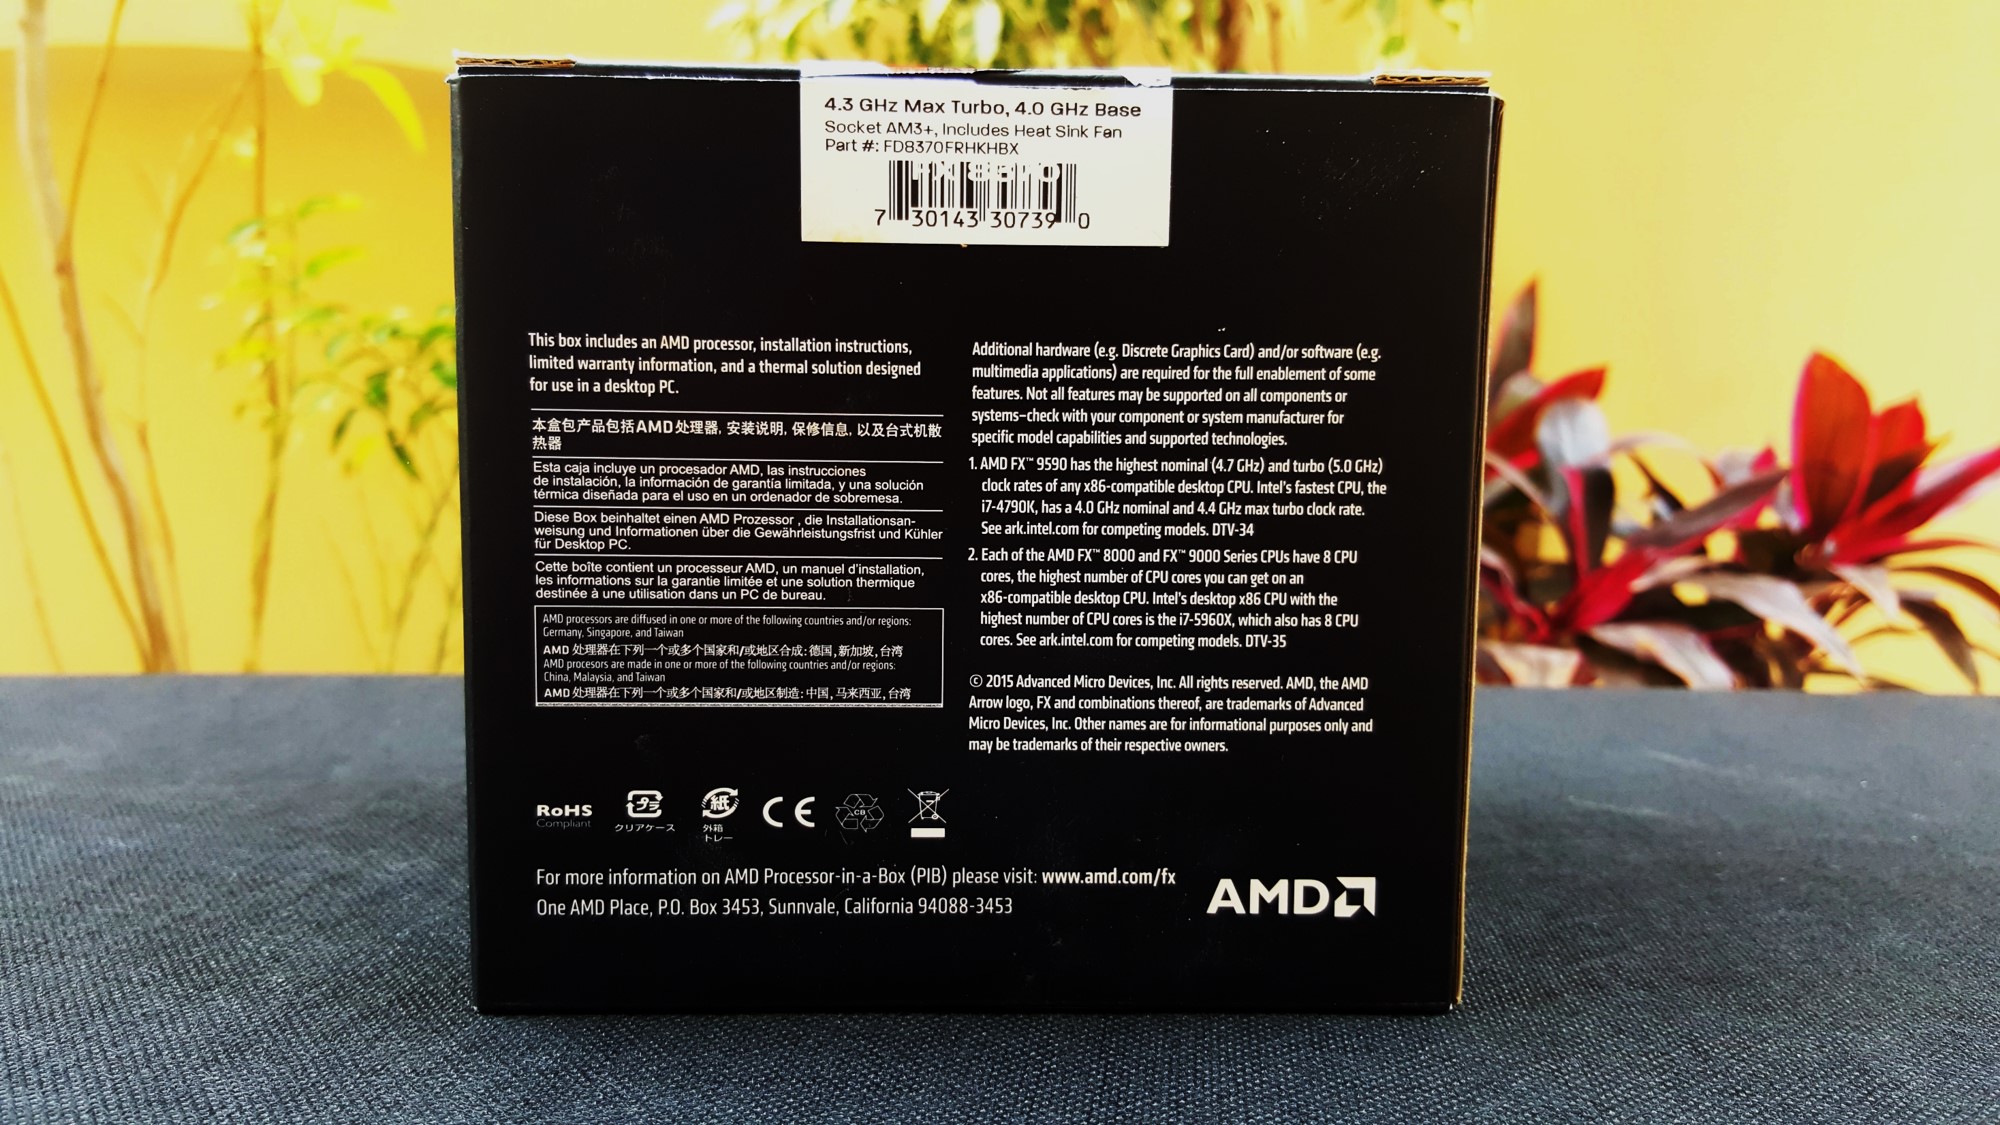 4.3 GHz Max Turbo, 4.0 GHz Base
Socket AM3+, Includes Heat Sink Fan
Part #: FD8370FRHKHBX
FX 8370
7 30143 30739 0
This box includes an AMD processor, installation instructions,
limited warranty information, and a thermal solution designed
for use in a desktop PC.
本盒包产品包括AMD处理器, 安装说明, 保修信息, 以及台式机散
热器
Esta caja incluye un procesador AMD, las instrucciones
de instalación, la información de garantía limitada, y una solución
térmica diseñada para el uso en un ordenador de sobremesa.
Diese Box beinhaltet einen AMD Prozessor , die Installationsan-
weisung und Informationen über die Gewährleistungsfrist und Kühler
für Desktop PC.
Cette boîte contient un processeur AMD, un manuel d'installation,
les informations sur la garantie limitée et une solution thermique
destinée à une utilisation dans un PC de bureau.
AMD processors are diffused in one or more of the following countries and/or regions:
Germany, Singapore, and Taiwan
AMD 处理器在下列一个或多个国家和/或地区合成: 德国, 新加坡, 台湾
AMD procesors are made in one or more of the following countries and/or regions:
China, Malaysia, and Taiwan
AMD 处理器在下列一个或多个国家和/或地区制造: 中国, 马来西亚, 台湾
Additional hardware (e.g. Discrete Graphics Card) and/or software (e.g.
multimedia applications) are required for the full enablement of some
features. Not all features may be supported on all components or
systems–check with your component or system manufacturer for
specific model capabilities and supported technologies.
1. AMD FX™ 9590 has the highest nominal (4.7 GHz) and turbo (5.0 GHz)
clock rates of any x86-compatible desktop CPU. Intel's fastest CPU, the
i7-4790K, has a 4.0 GHz nominal and 4.4 GHz max turbo clock rate.
See ark.intel.com for competing models. DTV-34
2. Each of the AMD FX™ 8000 and FX™ 9000 Series CPUs have 8 CPU
cores, the highest number of CPU cores you can get on an
x86-compatible desktop CPU. Intel's desktop x86 CPU with the
highest number of CPU cores is the i7-5960X, which also has 8 CPU
cores. See ark.intel.com for competing models. DTV-35
© 2015 Advanced Micro Devices, Inc. All rights reserved. AMD, the AMD
Arrow logo, FX and combinations thereof, are trademarks of Advanced
Micro Devices, Inc. Other names are for informational purposes only and
may be trademarks of their respective owners.
RoHS
Compliant
プラ
クリアケース
紙
外箱
トレー
CE
CB
For more information on AMD Processor-in-a-Box (PIB) please visit: www.amd.com/fx
One AMD Place, P.O. Box 3453, Sunnvale, California 94088-3453
AMD